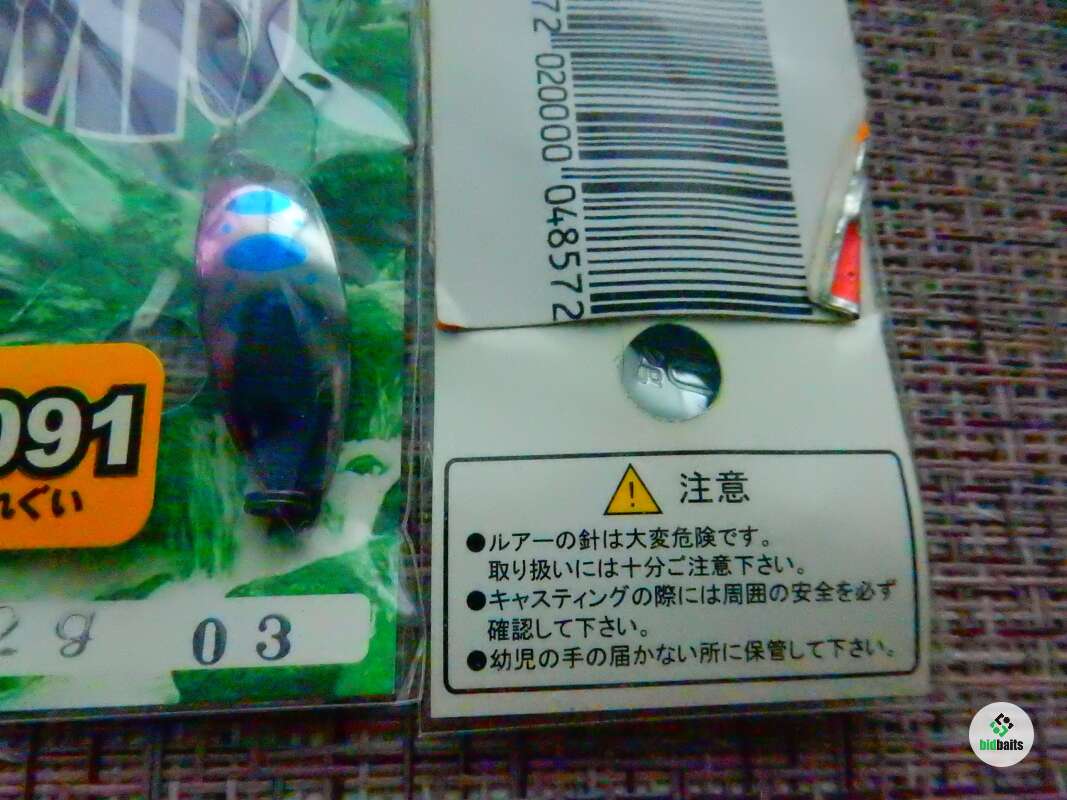 091
れぐい
2g
03
72 020000 048572
注意
●ルアーの針は大変危険です。
取り扱いには十分ご注意下さい。
●キャスティングの際には周囲の安全を必ず
確認して下さい。
●幼児の手の届かない所に保管して下さい。
bidbaits